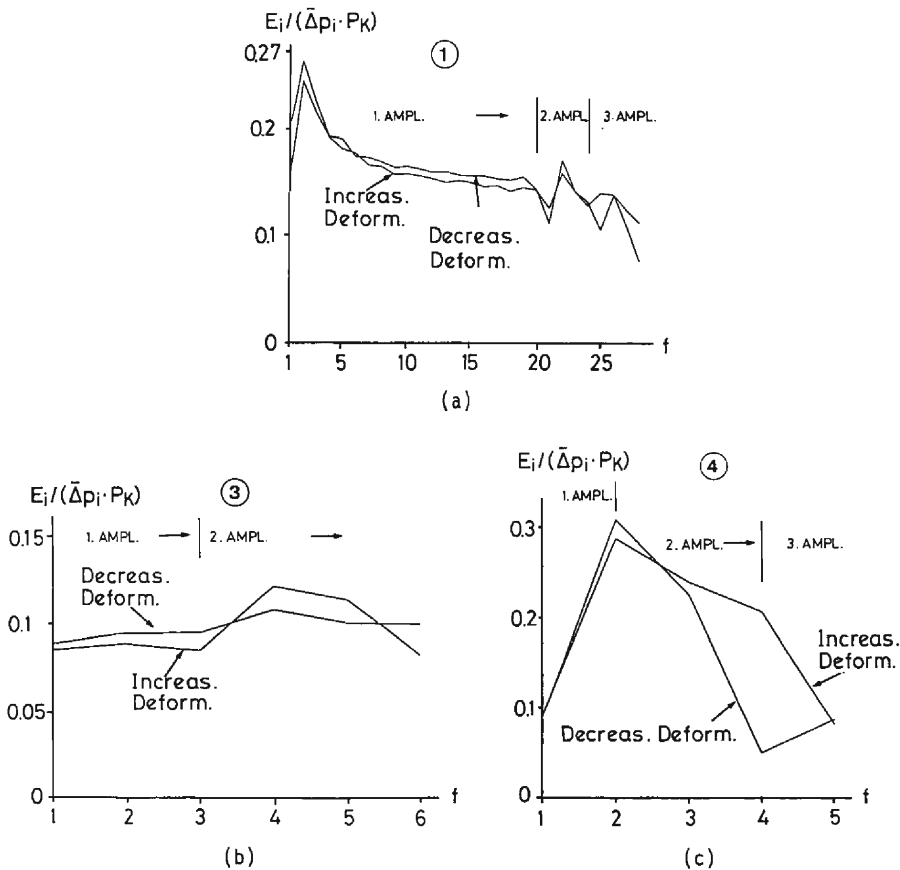 Ei/(Δ̄pi·PK)
0.27
①
1. AMPL. → 2. AMPL. 3. AMPL.
0.2
Increas.
Deform.
Decreas.
Deform.
0.1
0
1 5 10 15 20 25 f
(a)
Ei/(Δ̄pi·PK)
③
0.15
1. AMPL. → 2. AMPL. →
Decreas.
Deform.
0.1
Increas.
Deform.
0.05
0
1 2 3 4 5 6 f
(b)
Ei/(Δ̄pi·PK)
④
1. AMPL.
0.3
2. AMPL. → 3. AMPL.
0.2
Increas.
Deform.
0.1
Decreas. Deform.
0
1 2 3 4 5 f
(c)